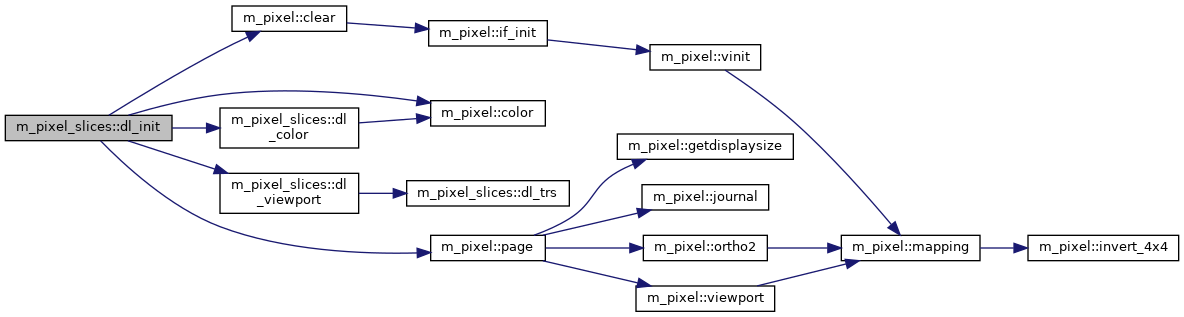 m_pixel::clear
m_pixel::if_init
m_pixel::vinit
m_pixel_slices::dl_init
m_pixel_slices::dl
_color
m_pixel::color
m_pixel::getdisplaysize
m_pixel_slices::dl
_viewport
m_pixel_slices::dl_trs
m_pixel::journal
m_pixel::page
m_pixel::ortho2
m_pixel::mapping
m_pixel::invert_4x4
m_pixel::viewport